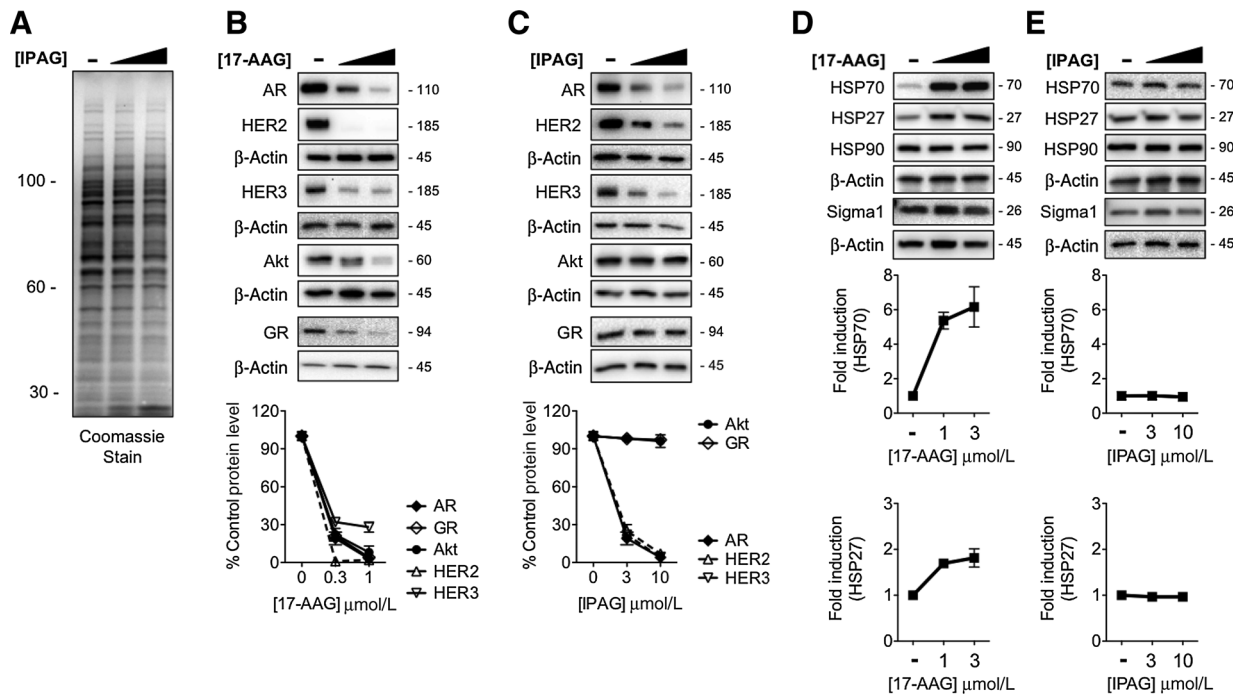 A
[IPAG] –
100 -
60 -
30 -
Coomassie
Stain
B
[17-AAG] –
AR - 110
HER2 - 185
β-Actin - 45
HER3 - 185
β-Actin - 45
Akt - 60
β-Actin - 45
GR - 94
β-Actin - 45
% Control protein level
120
90
60
30
0
0 0.3 1
[17-AAG] μmol/L
AR
GR
Akt
HER2
HER3
C
[IPAG] –
AR - 110
HER2 - 185
β-Actin - 45
HER3 - 185
β-Actin - 45
Akt - 60
β-Actin - 45
GR - 94
β-Actin - 45
% Control protein level
120
90
60
30
0
0 3 10
[IPAG] μmol/L
Akt
GR
AR
HER2
HER3
D
[17-AAG] –
HSP70 - 70
HSP27 - 27
HSP90 - 90
β-Actin - 45
Sigma1 - 26
β-Actin - 45
Fold induction
(HSP70)
8
6
4
2
0
- 1 3
[17-AAG] μmol/L
Fold induction
(HSP27)
3
2
1
0
- 1 3
[17-AAG] μmol/L
E
[IPAG] –
HSP70 - 70
HSP27 - 27
HSP90 - 90
β-Actin - 45
Sigma1 - 26
β-Actin - 45
Fold induction
(HSP70)
8
6
4
2
0
- 3 10
[IPAG] μmol/L
Fold induction
(HSP27)
3
2
1
0
- 3 10
[IPAG] μmol/L